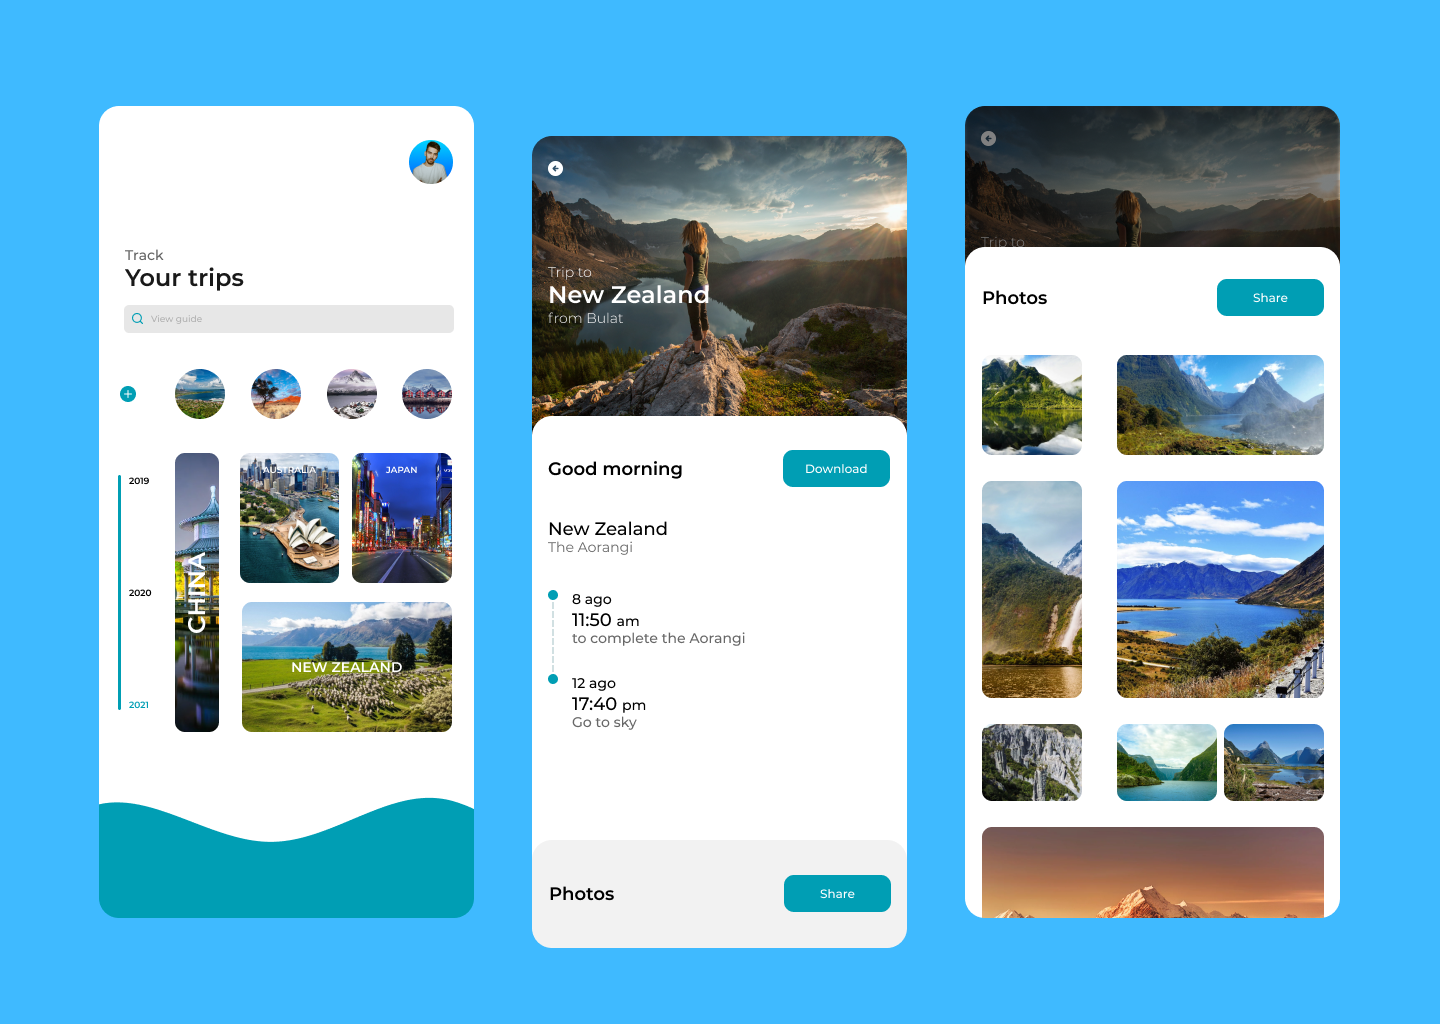 Track
Your trips
View guide
2019
2020
2021
CHINA
AUSTRALIA
JAPAN
NEW ZEALAND
Trip to
New Zealand
from Bulat
Good morning
Download
New Zealand
The Aorangi
8 ago
11:50 am
to complete the Aorangi
12 ago
17:40 pm
Go to sky
Photos
Share
Trip to
Photos
Share